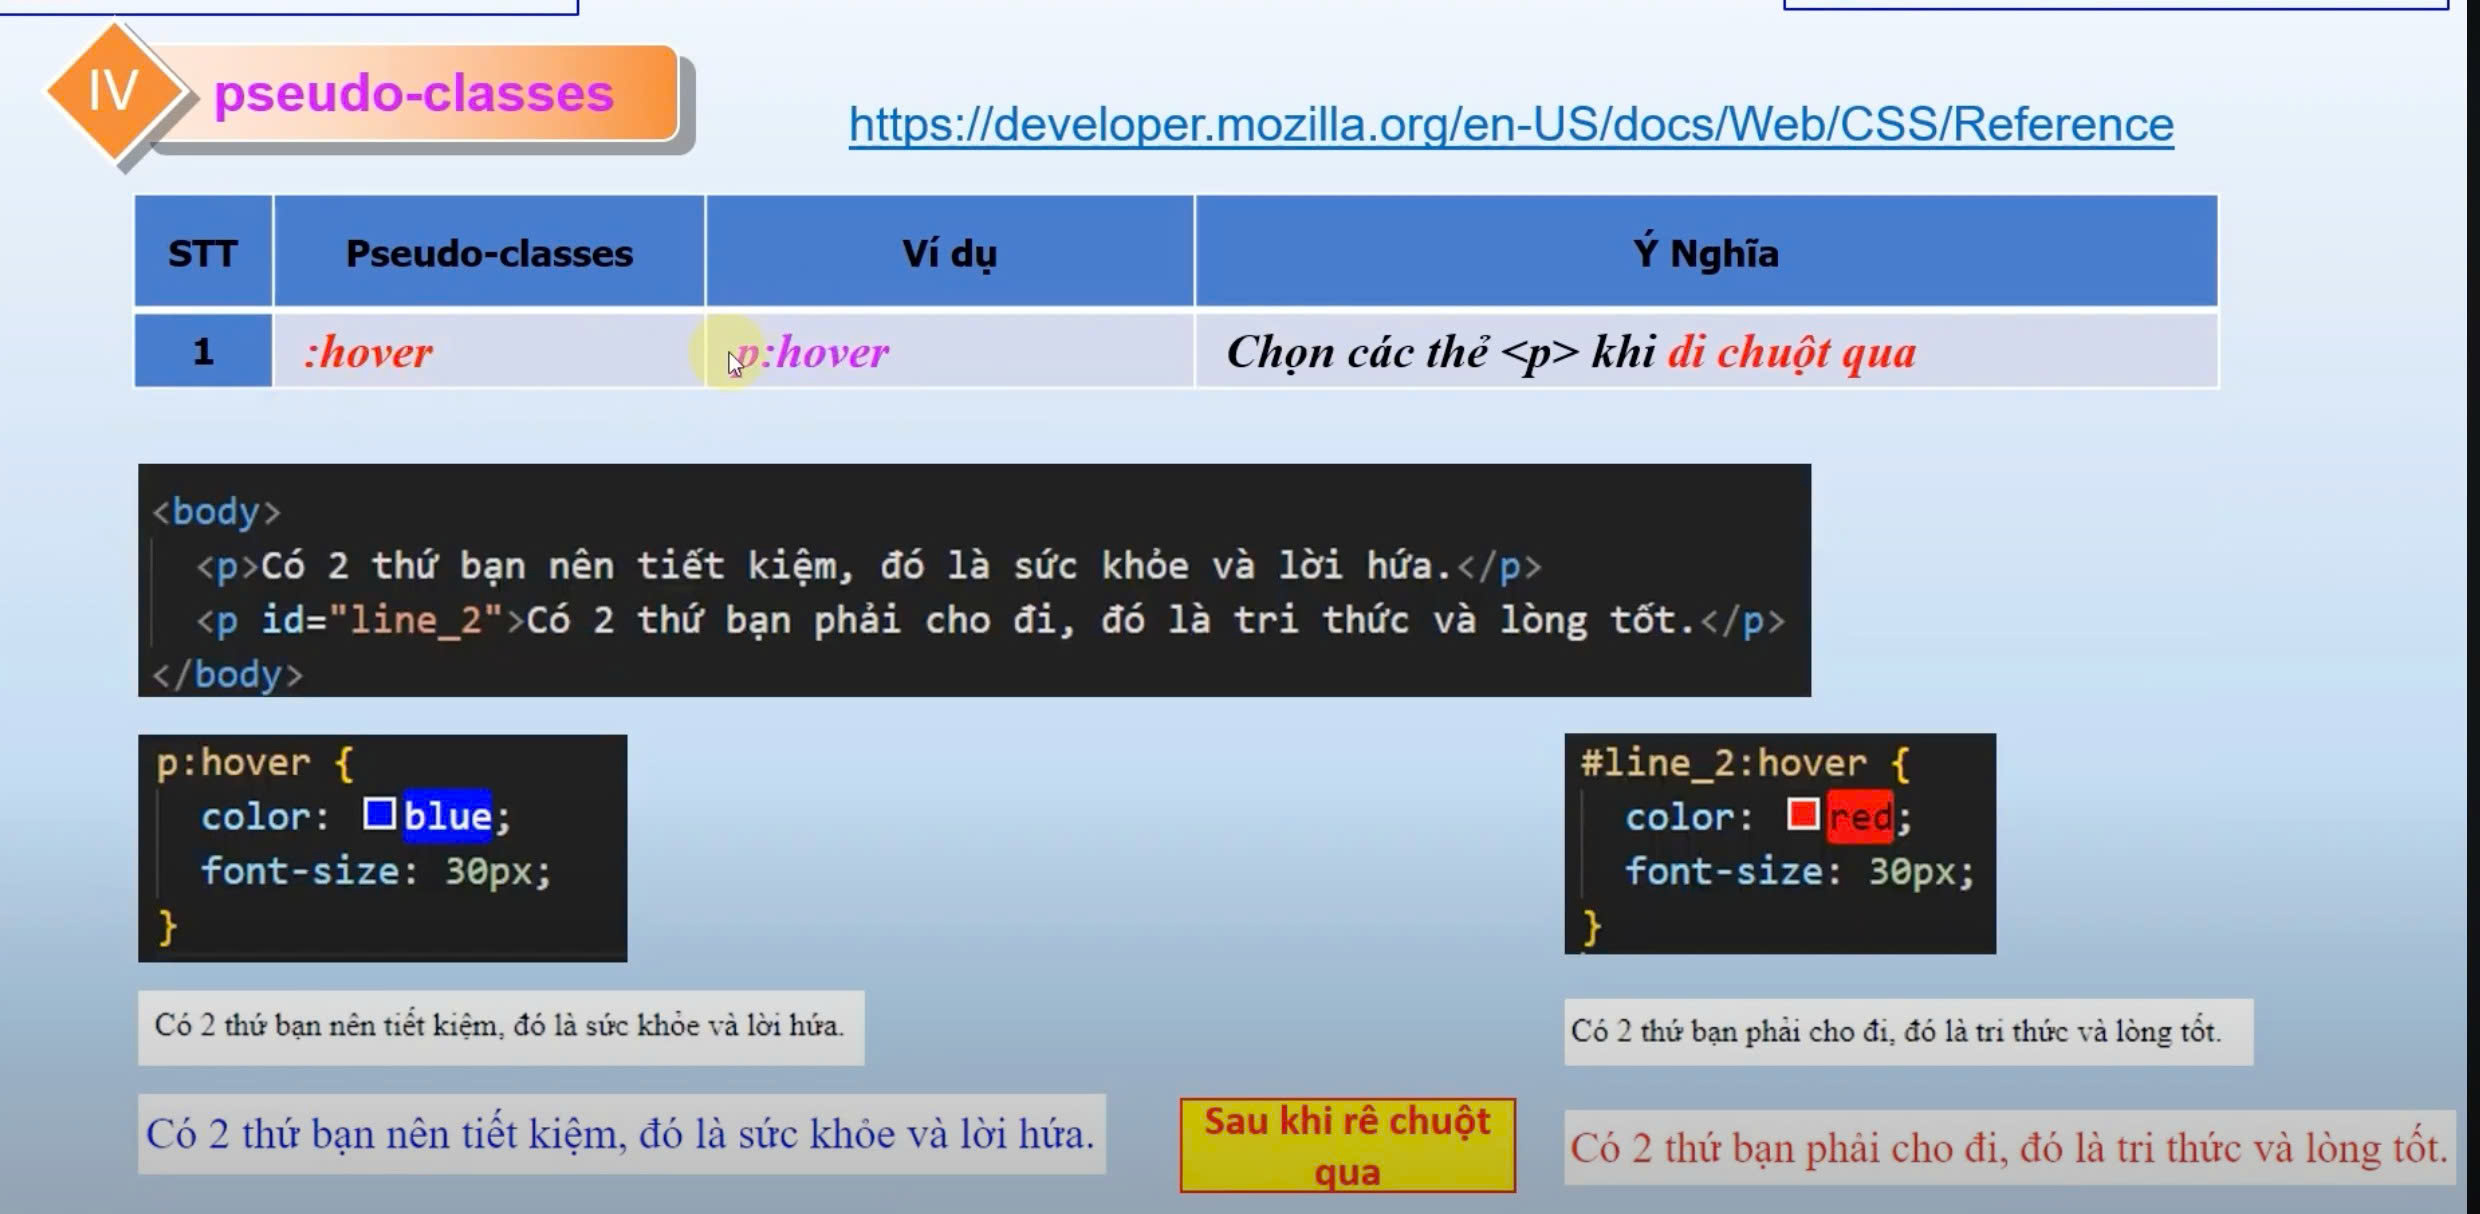 IV
pseudo-classes
https://developer.mozilla.org/en-US/docs/Web/CSS/Reference
STT Pseudo-classes Ví dụ Ý Nghĩa
1 :hover p:hover Chọn các thẻ <p> khi di chuột qua
<body>
<p>Có 2 thứ bạn nên tiết kiệm, đó là sức khỏe và lời hứa.</p>
<p id="line_2">Có 2 thứ bạn phải cho đi, đó là tri thức và lòng tốt.</p>
</body>
p:hover {
color: blue;
font-size: 30px;
}
#line_2:hover {
color: red;
font-size: 30px;
}
Có 2 thứ bạn nên tiết kiệm, đó là sức khỏe và lời hứa.
Có 2 thứ bạn phải cho đi, đó là tri thức và lòng tốt.
Có 2 thứ bạn nên tiết kiệm, đó là sức khỏe và lời hứa.
Sau khi rê chuột
qua
Có 2 thứ bạn phải cho đi, đó là tri thức và lòng tốt.